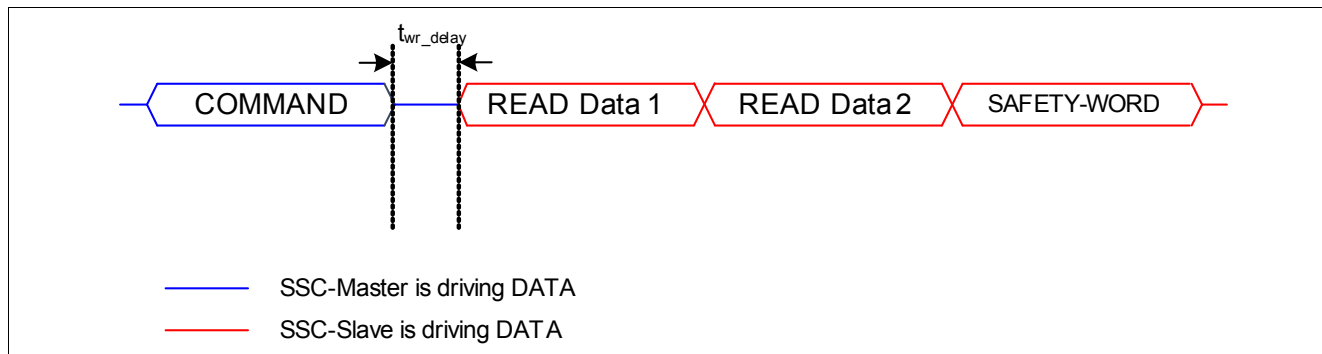 twr_delay
COMMAND
READ Data 1
READ Data 2
SAFETY-WORD
SSC-Master is driving DATA
SSC-Slave is driving DATA